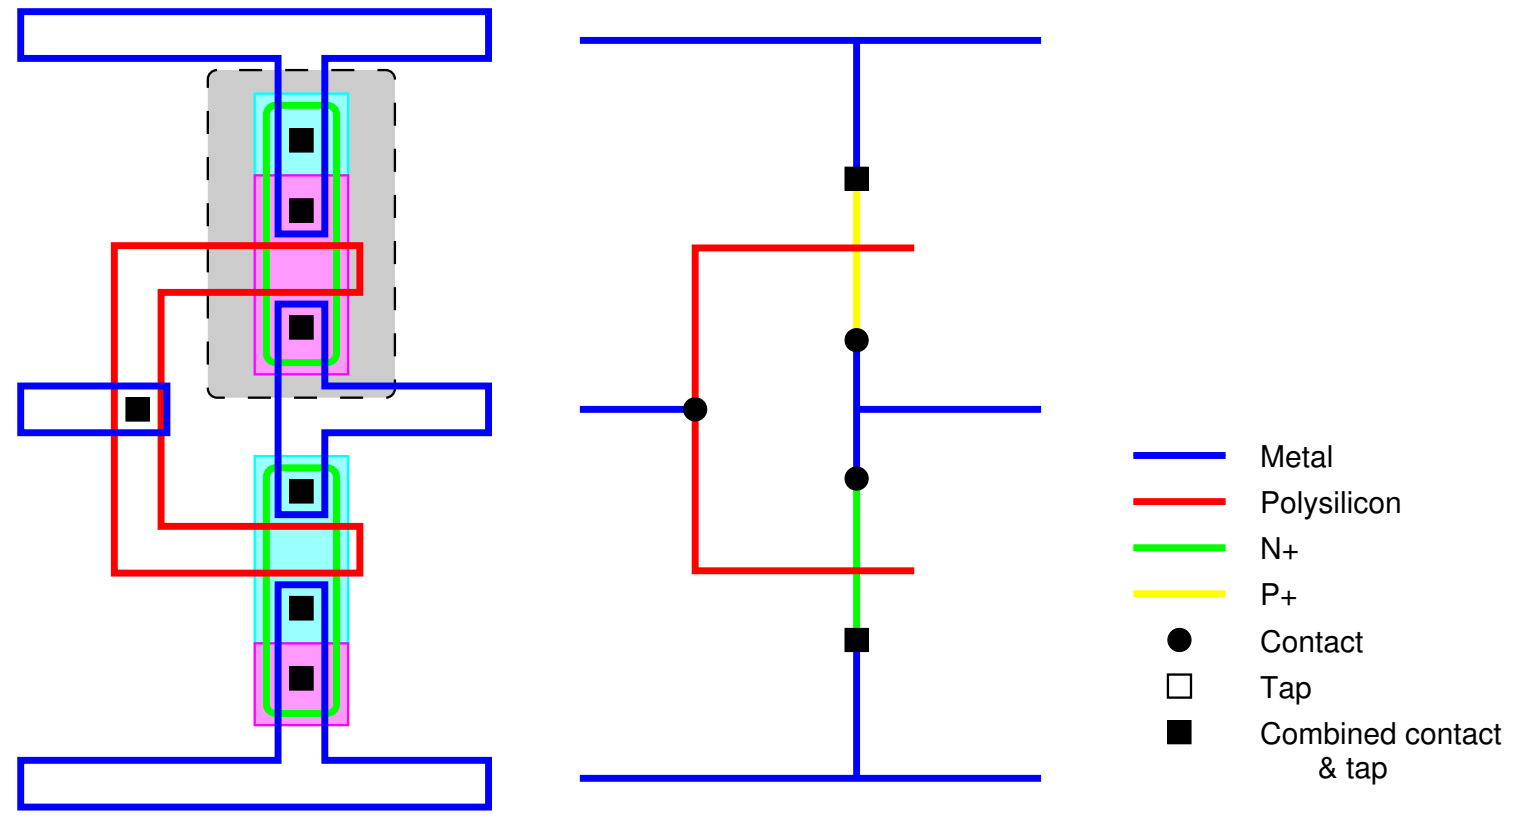 Metal
Polysilicon
N+
P+
Contact
Tap
Combined contact
& tap